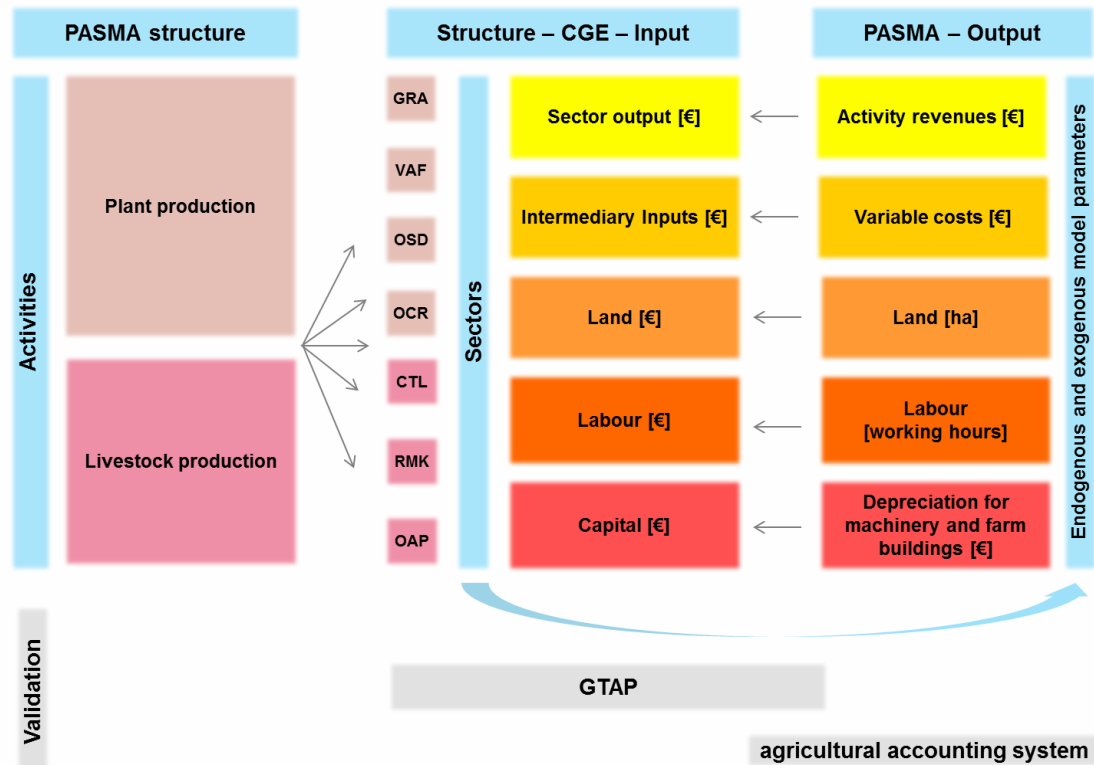 PASMA structure
Structure – CGE – Input
PASMA – Output
Activities
Plant production
Livestock production
GRA
VAF
OSD
OCR
CTL
RMK
OAP
Sectors
Sector output [€]
Intermediary Inputs [€]
Land [€]
Labour [€]
Capital [€]
Activity revenues [€]
Variable costs [€]
Land [ha]
Labour
[working hours]
Depreciation for
machinery and farm
buildings [€]
Endogenous and exogenous model parameters
Validation
GTAP
agricultural accounting system